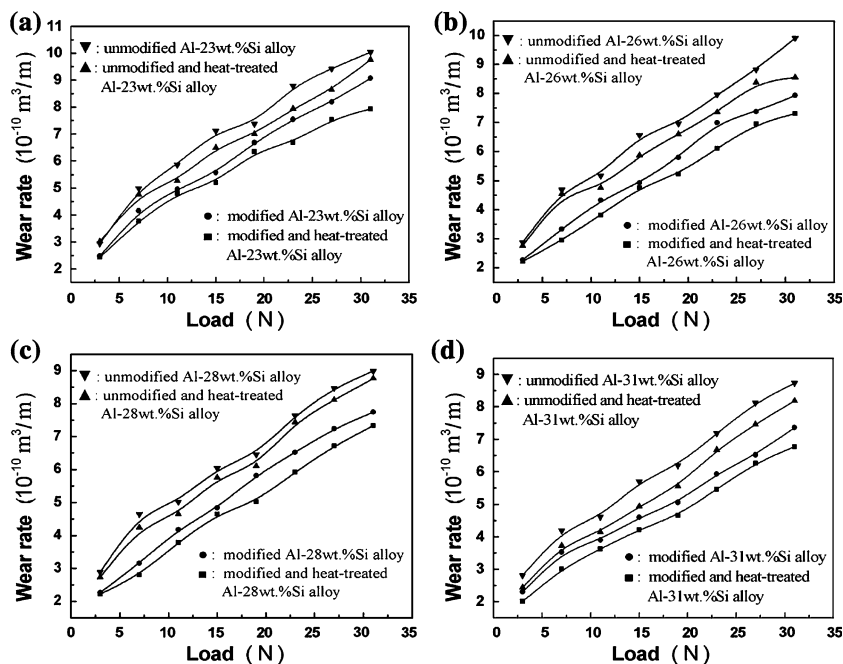 (a)
11
10
9
8
7
6
5
4
3
2
Wear rate (10⁻¹⁰ m³/m)
▼ : unmodified Al-23wt.%Si alloy
▲ : unmodified and heat-treated
Al-23wt.%Si alloy
● : modified Al-23wt.%Si alloy
■ : modified and heat-treated
Al-23wt.%Si alloy
0 5 10 15 20 25 30 35
Load (N)
(b)
10
9
8
7
6
5
4
3
2
Wear rate (10⁻¹⁰ m³/m)
▼ : unmodified Al-26wt.%Si alloy
▲ : unmodified and heat-treated
Al-26wt.%Si alloy
● : modified Al-26wt.%Si alloy
■ : modified and heat-treated
Al-26wt.%Si alloy
0 5 10 15 20 25 30 35
Load (N)
(c)
9
8
7
6
5
4
3
2
Wear rate (10⁻¹⁰ m³/m)
▼ : unmodified Al-28wt.%Si alloy
▲ : unmodified and heat-treated
Al-28wt.%Si alloy
● : modified Al-28wt.%Si alloy
■ : modified and heat-treated
Al-28wt.%Si alloy
0 5 10 15 20 25 30 35
Load (N)
(d)
9
8
7
6
5
4
3
2
Wear rate (10⁻¹⁰ m³/m)
▼ : unmodified Al-31wt.%Si alloy
▲ : unmodified and heat-treated
Al-31wt.%Si alloy
● : modified Al-31wt.%Si alloy
■ : modified and heat-treated
Al-31wt.%Si alloy
0 5 10 15 20 25 30 35
Load (N)